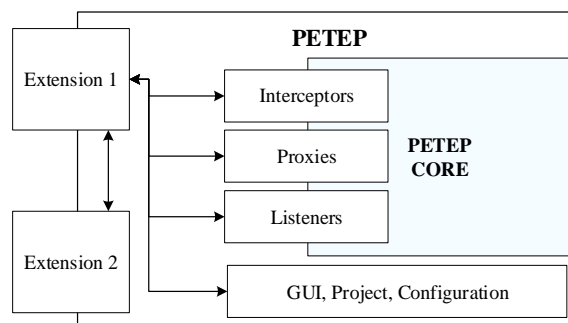 PETEP
Extension 1
Interceptors
Proxies
PETEP
CORE
Listeners
Extension 2
GUI, Project, Configuration